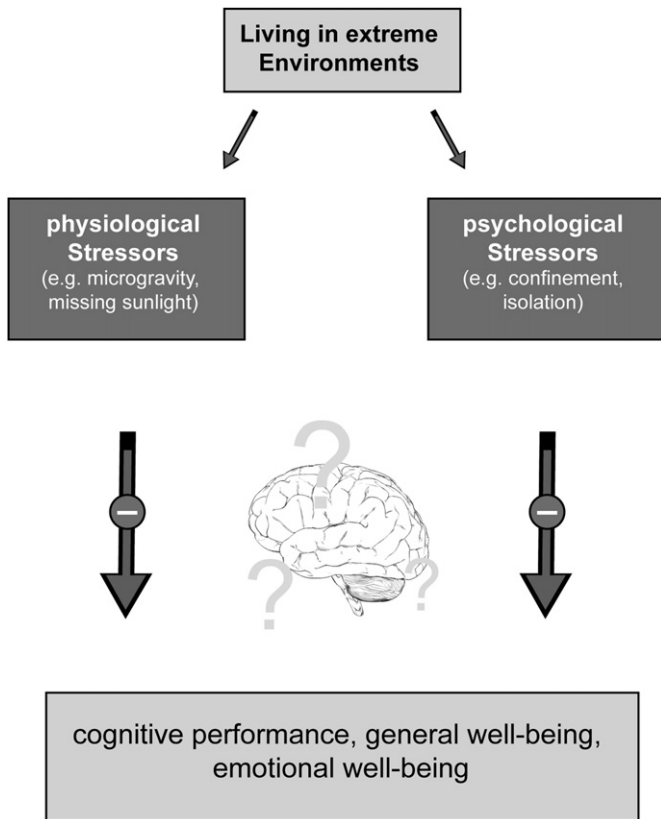 Living in extreme
Environments
physiological
Stressors
(e.g. microgravity,
missing sunlight)
psychological
Stressors
(e.g. confinement,
isolation)
?
−
−
?
?
cognitive performance, general well-being,
emotional well-being